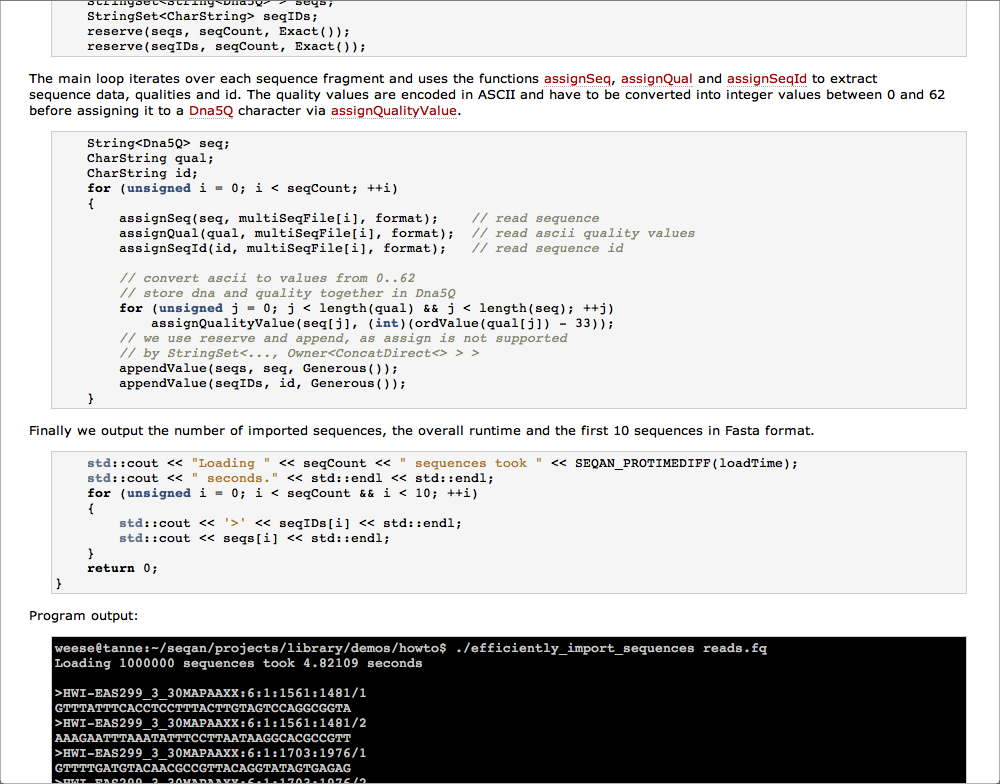 StringSet<String<Dna5Q> > seqs;
StringSet<CharString> seqIDs;
reserve(seqs, seqCount, Exact());
reserve(seqIDs, seqCount, Exact());
The main loop iterates over each sequence fragment and uses the functions assignSeq, assignQual and assignSeqId to extract
sequence data, qualities and id. The quality values are encoded in ASCII and have to be converted into integer values between 0 and 62
before assigning it to a Dna5Q character via assignQualityValue.
String<Dna5Q> seq;
CharString qual;
CharString id;
for (unsigned i = 0; i < seqCount; ++i)
{
assignSeq(seq, multiSeqFile[i], format);    // read sequence
assignQual(qual, multiSeqFile[i], format);  // read ascii quality values
assignSeqId(id, multiSeqFile[i], format);   // read sequence id
// convert ascii to values from 0..62
// store dna and quality together in Dna5Q
for (unsigned j = 0; j < length(qual) && j < length(seq); ++j)
assignQualityValue(seq[j], (int)(ordValue(qual[j]) - 33));
// we use reserve and append, as assign is not supported
// by StringSet<..., Owner<ConcatDirect<> > >
appendValue(seqs, seq, Generous());
appendValue(seqIDs, id, Generous());
}
Finally we output the number of imported sequences, the overall runtime and the first 10 sequences in Fasta format.
std::cout << "Loading " << seqCount << " sequences took " << SEQAN_PROTIMEDIFF(loadTime);
std::cout << " seconds." << std::endl << std::endl;
for (unsigned i = 0; i < seqCount && i < 10; ++i)
{
std::cout << '>' << seqIDs[i] << std::endl;
std::cout << seqs[i] << std::endl;
}
return 0;
}
Program output:
weese@tanne:~/seqan/projects/library/demos/howto$ ./efficiently_import_sequences reads.fq
Loading 1000000 sequences took 4.82109 seconds
>HWI-EAS299_3_30MAPAAXX:6:1:1561:1481/1
GTTTATTTCACCTCCTTTACTTGTAGTCCAGGCGGTA
>HWI-EAS299_3_30MAPAAXX:6:1:1561:1481/2
AAAGAATTTAAATATTTCCTTAATAAGGCACGCCGTT
>HWI-EAS299_3_30MAPAAXX:6:1:1703:1976/1
GTTTTGATGTACAACGCCGTTACAGGTATAGTGAGAG
>HWI-EAS299_3_30MAPAAXX:6:1:1703:1976/2